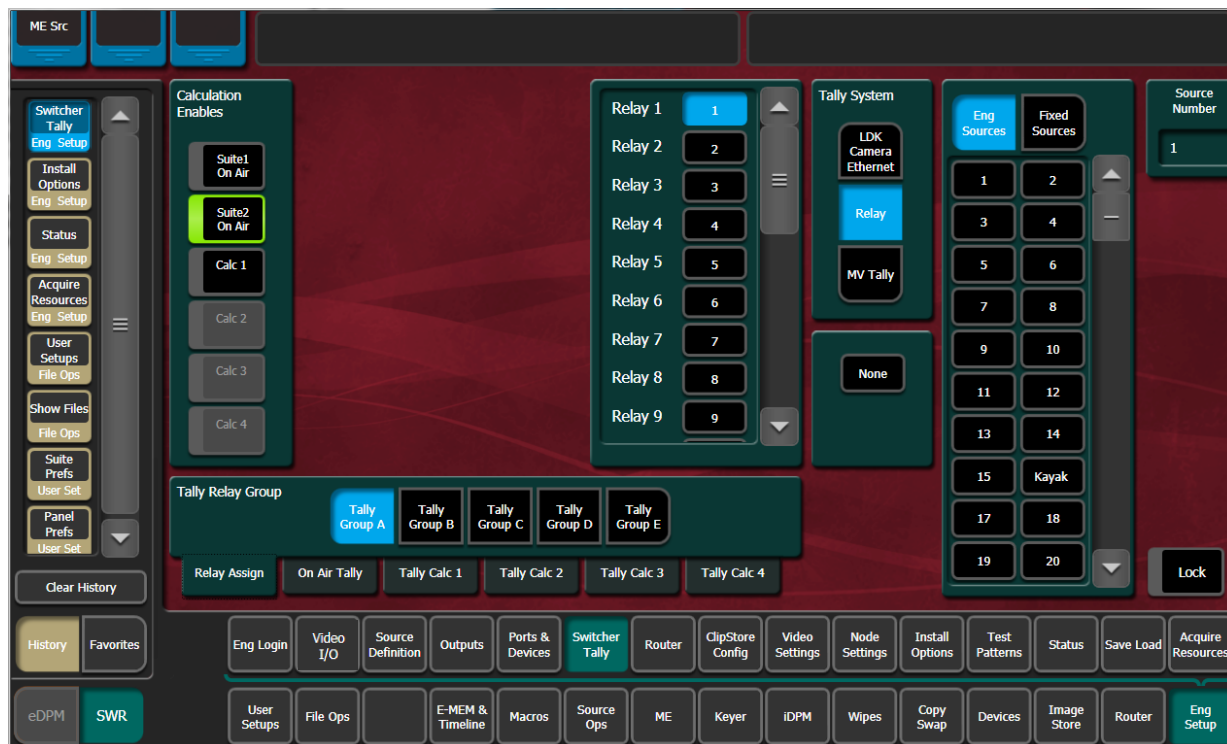 ME Src
Switcher
Tally
Eng Setup
Install
Options
Eng Setup
Status
Eng Setup
Acquire
Resources
Eng Setup
User
Setups
File Ops
Show Files
File Ops
Suite
Prefs
User Set
Panel
Prefs
User Set
Clear History
History
Favorites
eDPM
SWR
Calculation
Enables
Suite1
On Air
Suite2
On Air
Calc 1
Calc 2
Calc 3
Calc 4
Relay 1 1
Relay 2 2
Relay 3 3
Relay 4 4
Relay 5 5
Relay 6 6
Relay 7 7
Relay 8 8
Relay 9 9
Tally System
LDK
Camera
Ethernet
Relay
MV Tally
None
Eng
Sources
Fixed
Sources
1 2
3 4
5 6
7 8
9 10
11 12
13 14
15 Kayak
17 18
19 20
Source
Number
1
Lock
Tally Relay Group
Tally
Group A
Tally
Group B
Tally
Group C
Tally
Group D
Tally
Group E
Relay Assign
On Air Tally
Tally Calc 1
Tally Calc 2
Tally Calc 3
Tally Calc 4
Eng Login
Video
I/O
Source
Definition
Outputs
Ports &
Devices
Switcher
Tally
Router
ClipStore
Config
Video
Settings
Node
Settings
Install
Options
Test
Patterns
Status
Save Load
Acquire
Resources
User
Setups
File Ops
E-MEM &
Timeline
Macros
Source
Ops
ME
Keyer
iDPM
Wipes
Copy
Swap
Devices
Image
Store
Router
Eng
Setup